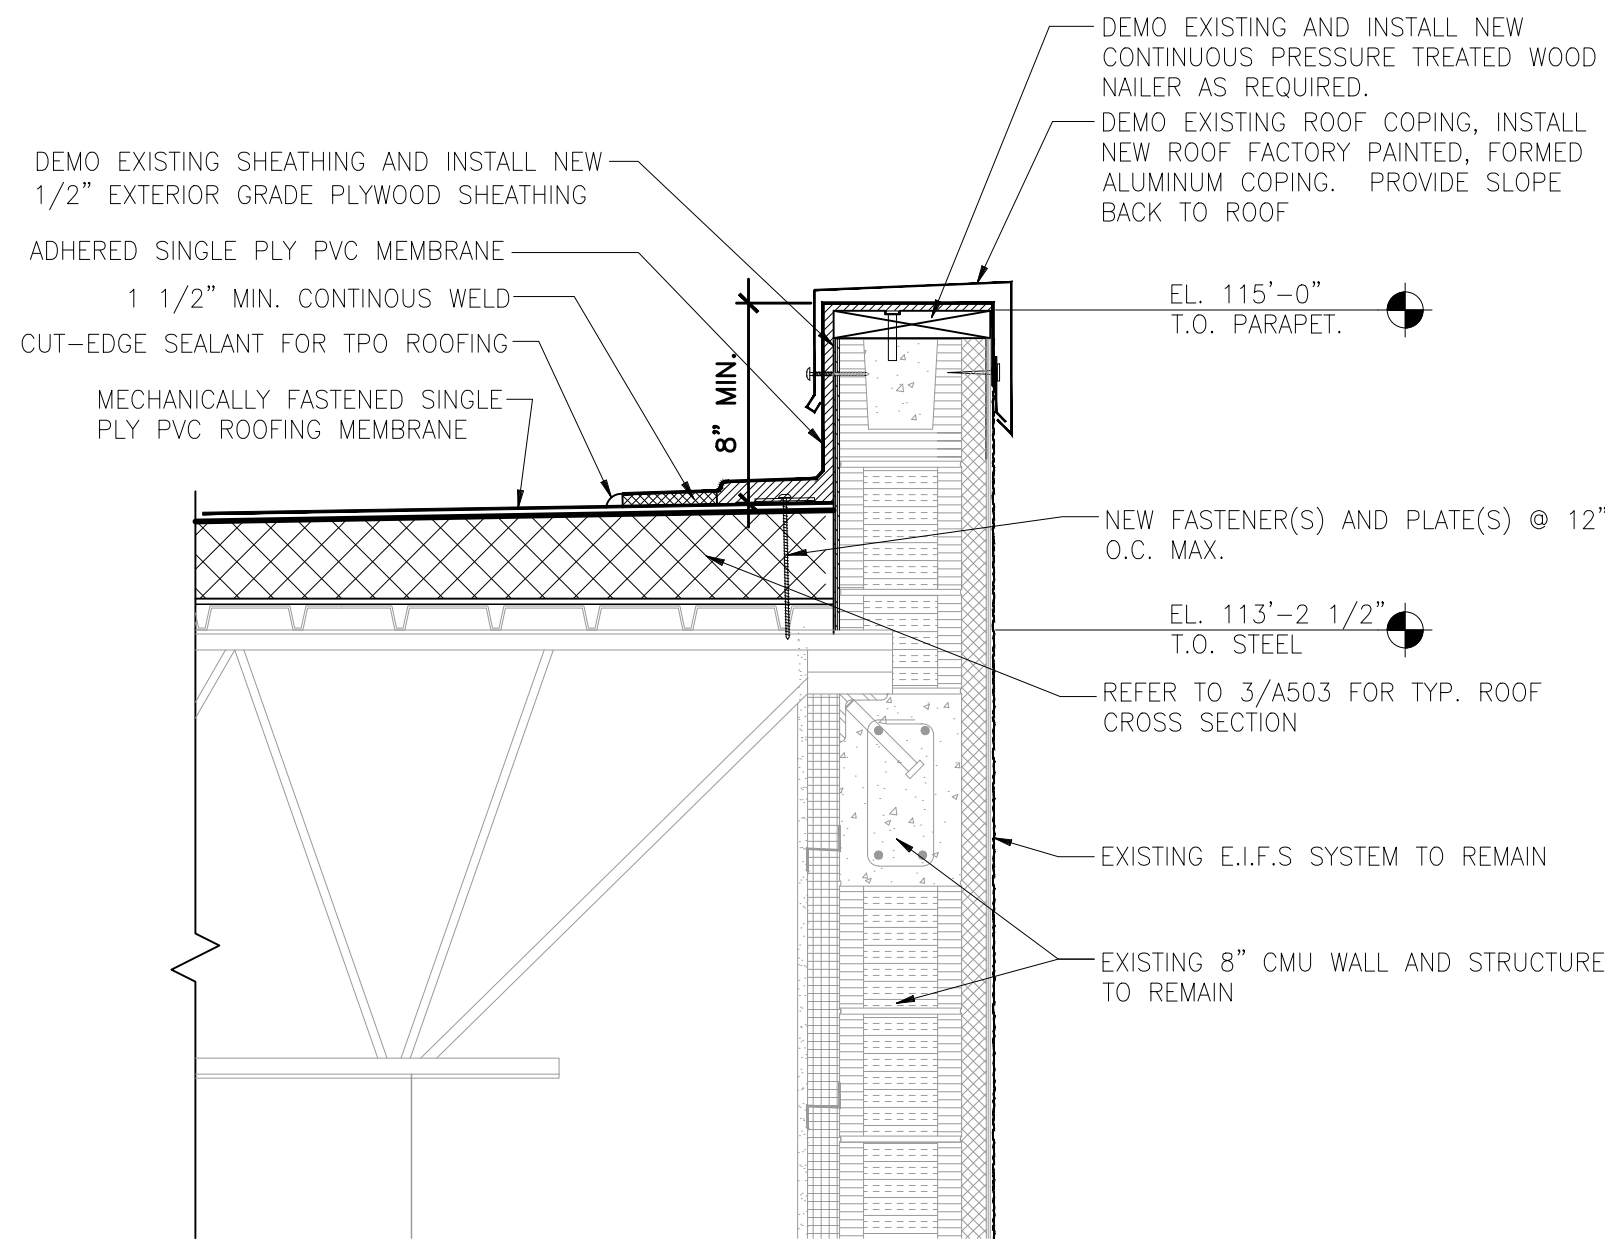 DEMO EXISTING AND INSTALL NEW
CONTINUOUS PRESSURE TREATED WOOD
NAILER AS REQUIRED.
DEMO EXISTING ROOF COPING, INSTALL
NEW ROOF FACTORY PAINTED, FORMED
ALUMINUM COPING.  PROVIDE SLOPE
BACK TO ROOF
DEMO EXISTING SHEATHING AND INSTALL NEW
1/2" EXTERIOR GRADE PLYWOOD SHEATHING
ADHERED SINGLE PLY PVC MEMBRANE
1 1/2" MIN. CONTINOUS WELD
CUT-EDGE SEALANT FOR TPO ROOFING
MECHANICALLY FASTENED SINGLE
PLY PVC ROOFING MEMBRANE
8" MIN.
EL. 115'-0"
T.O. PARAPET.
NEW FASTENER(S) AND PLATE(S) @ 12"
O.C. MAX.
EL. 113'-2 1/2"
T.O. STEEL
REFER TO 3/A503 FOR TYP. ROOF
CROSS SECTION
EXISTING E.I.F.S SYSTEM TO REMAIN
EXISTING 8" CMU WALL AND STRUCTURE
TO REMAIN